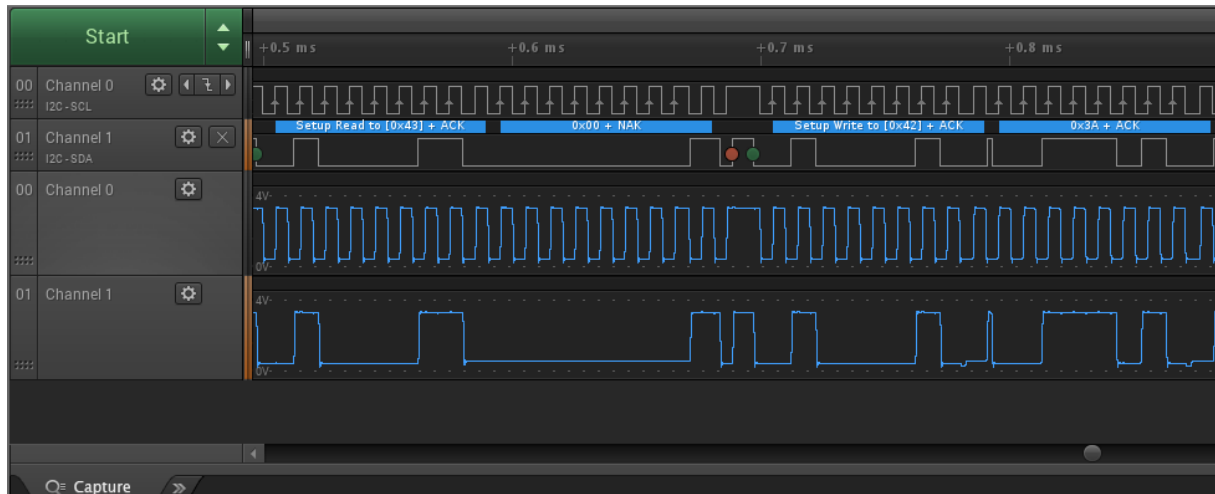 Start
+0.5 ms +0.6 ms +0.7 ms +0.8 ms
00 Channel 0
I2C - SCL
Setup Read to [0x43] + ACK 0x00 + NAK Setup Write to [0x42] + ACK 0x3A + ACK
01 Channel 1
I2C - SDA
00 Channel 0
4V
0V
01 Channel 1
4V
0V
Capture